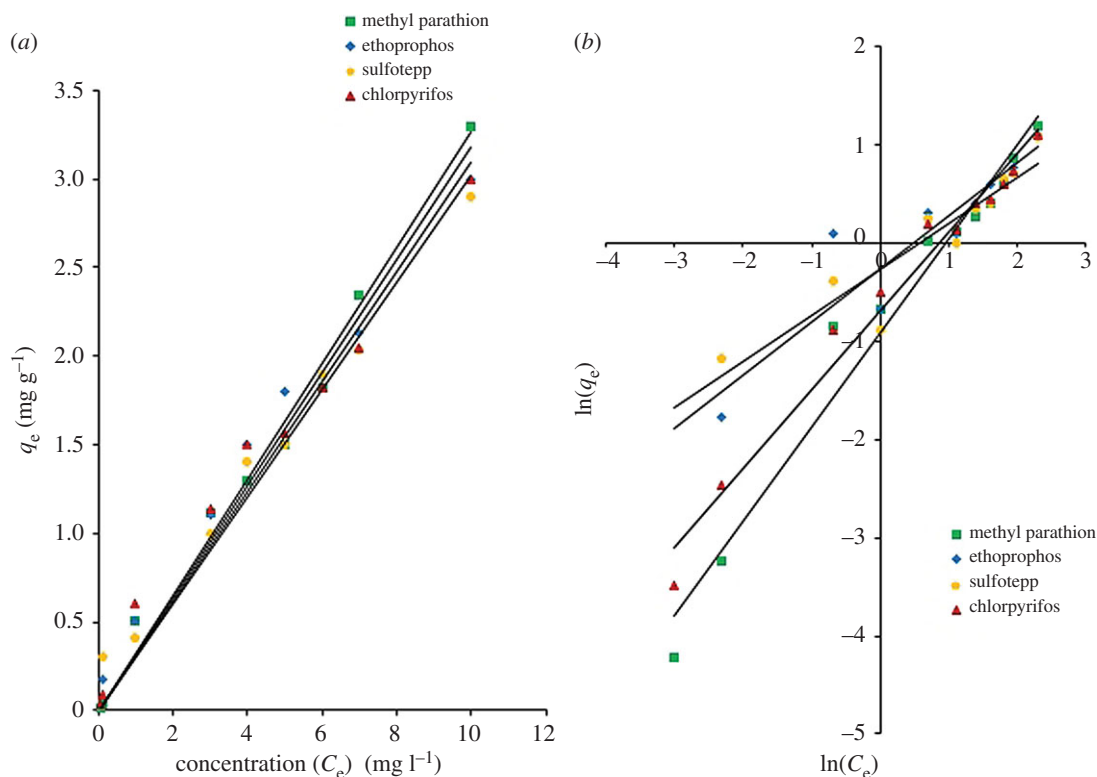 (a)
methyl parathion
ethoprophos
sulfotepp
chlorpyrifos
3.5
3.0
2.5
2.0
1.5
1.0
0.5
0
qe (mg g⁻¹)
0 2 4 6 8 10 12
concentration (Ce) (mg l⁻¹)
(b)
2
1
0
–4 –3 –2 –1 0 1 2 3
–1
–2
–3
–4
–5
ln(qe)
methyl parathion
ethoprophos
sulfotepp
chlorpyrifos
ln(Ce)